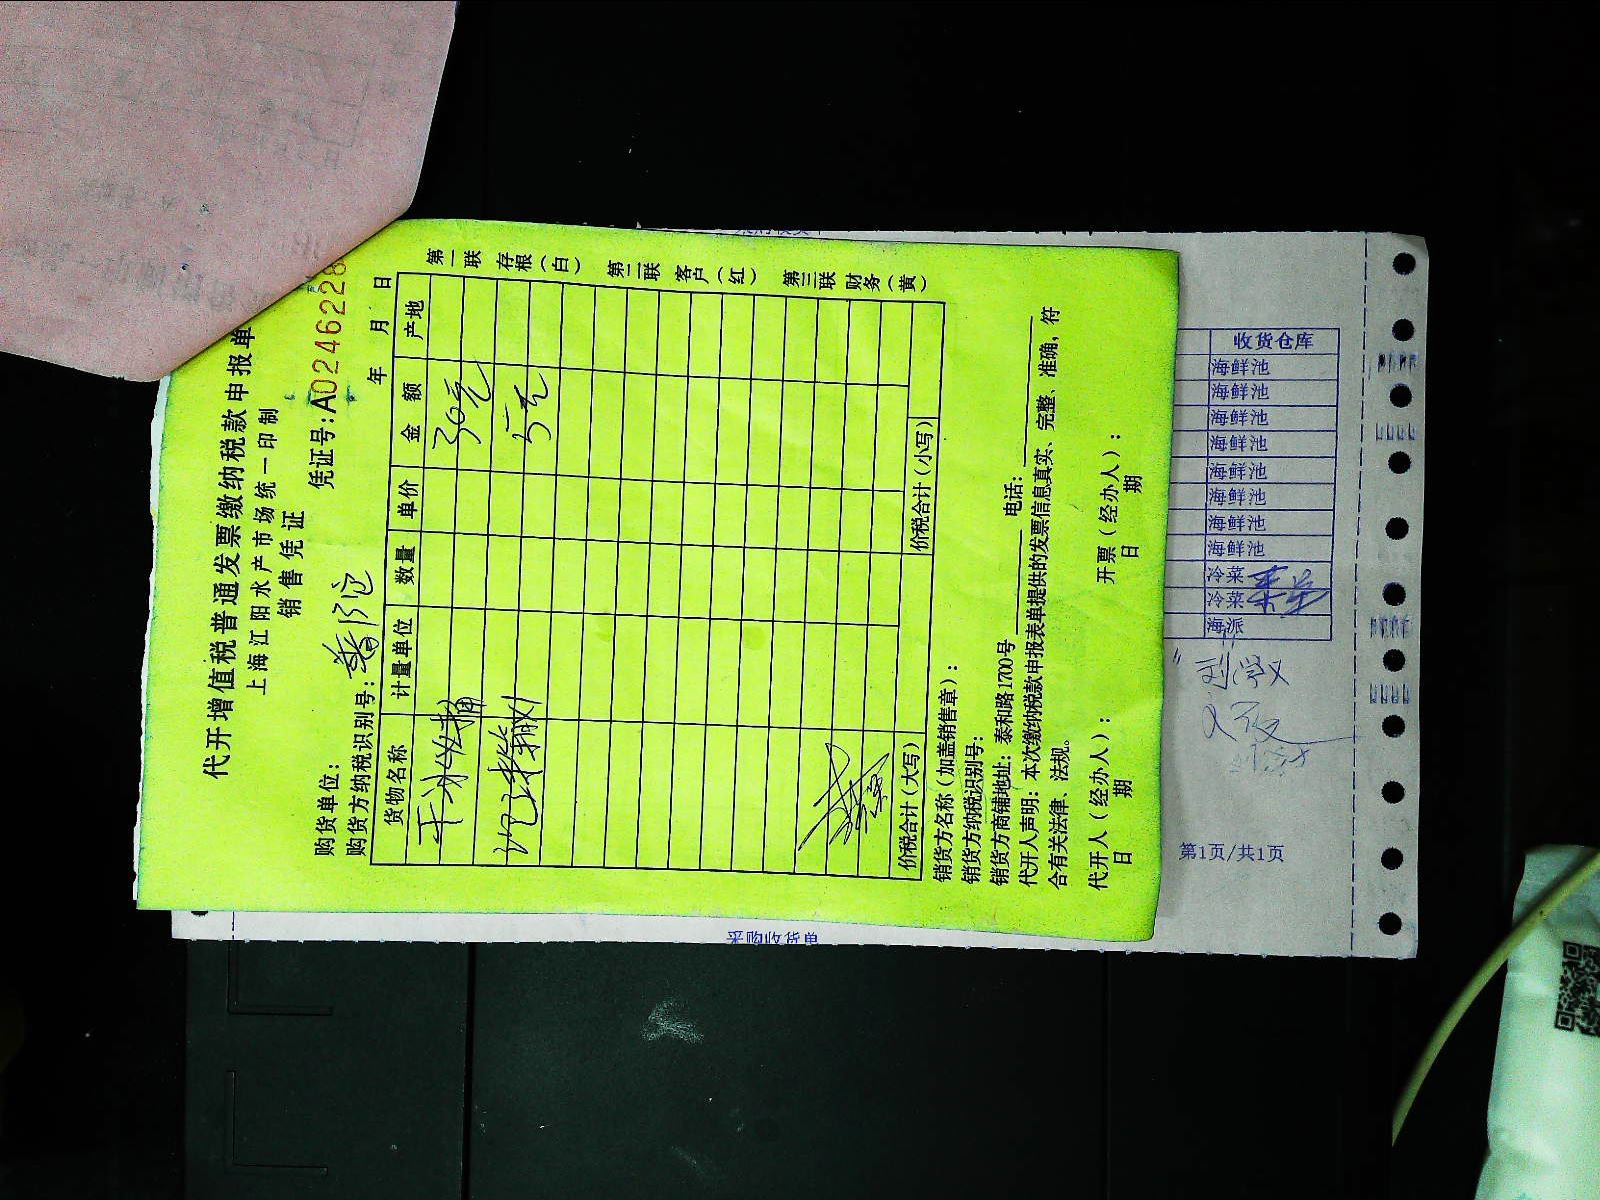 代开增值税普通发票缴纳税款申报单
上海江阳水产市场统一印制
销售凭证
凭证号:A0246228
购货单位：
年 月 日
购货方纳税识别号：
货物名称 计量单位 数量 单价 金额 产地
30元
5元
价税合计（大写） 价税合计（小写）
第一联 存根（白） 第二联 客户（红） 第三联 财务（黄）
销货方名称（加盖销售章）：
销货方纳税识别号：
销货方商铺地址：泰和路1700号 电话：
代开人声明：本次缴纳税款申报表单提供的发票信息真实、完整、准确，符
合有关法律、法规。
代开人（经办人）： 开票（经办人）：
日 期 日 期
收货仓库
海鲜池
海鲜池
海鲜池
海鲜池
海鲜池
海鲜池
海鲜池
海鲜池
冷菜
冷菜
海派
第1页/共1页